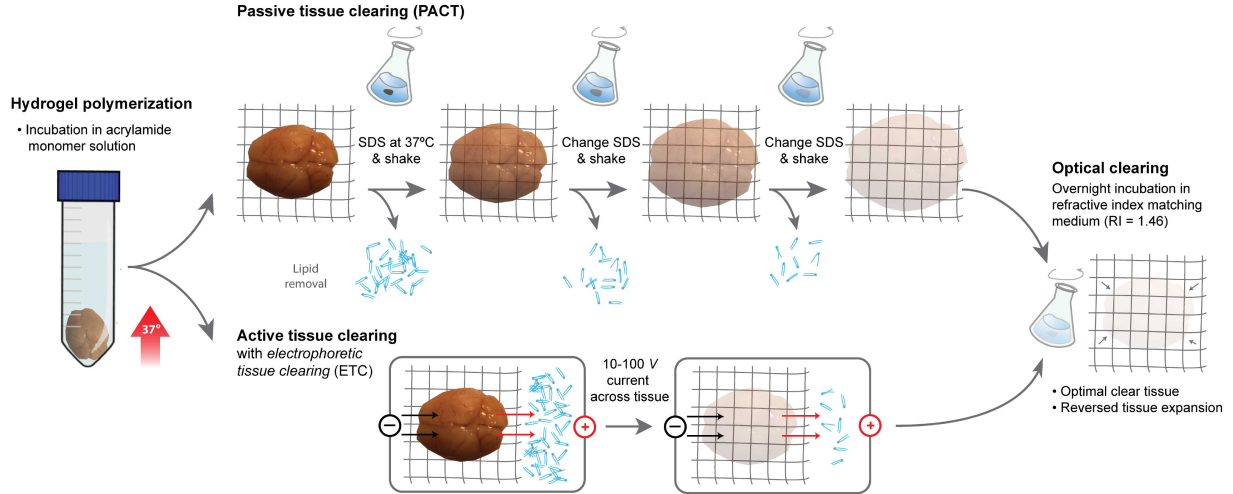 Passive tissue clearing (PACT)
Hydrogel polymerization
• Incubation in acrylamide
monomer solution
37°
SDS at 37ºC
& shake
Change SDS
& shake
Change SDS
& shake
Lipid
removal
Active tissue clearing
with electrophoretic
tissue clearing (ETC)
−
+
10-100 V
current
across tissue
−
+
Optical clearing
Overnight incubation in
refractive index matching
medium (RI = 1.46)
• Optimal clear tissue
• Reversed tissue expansion